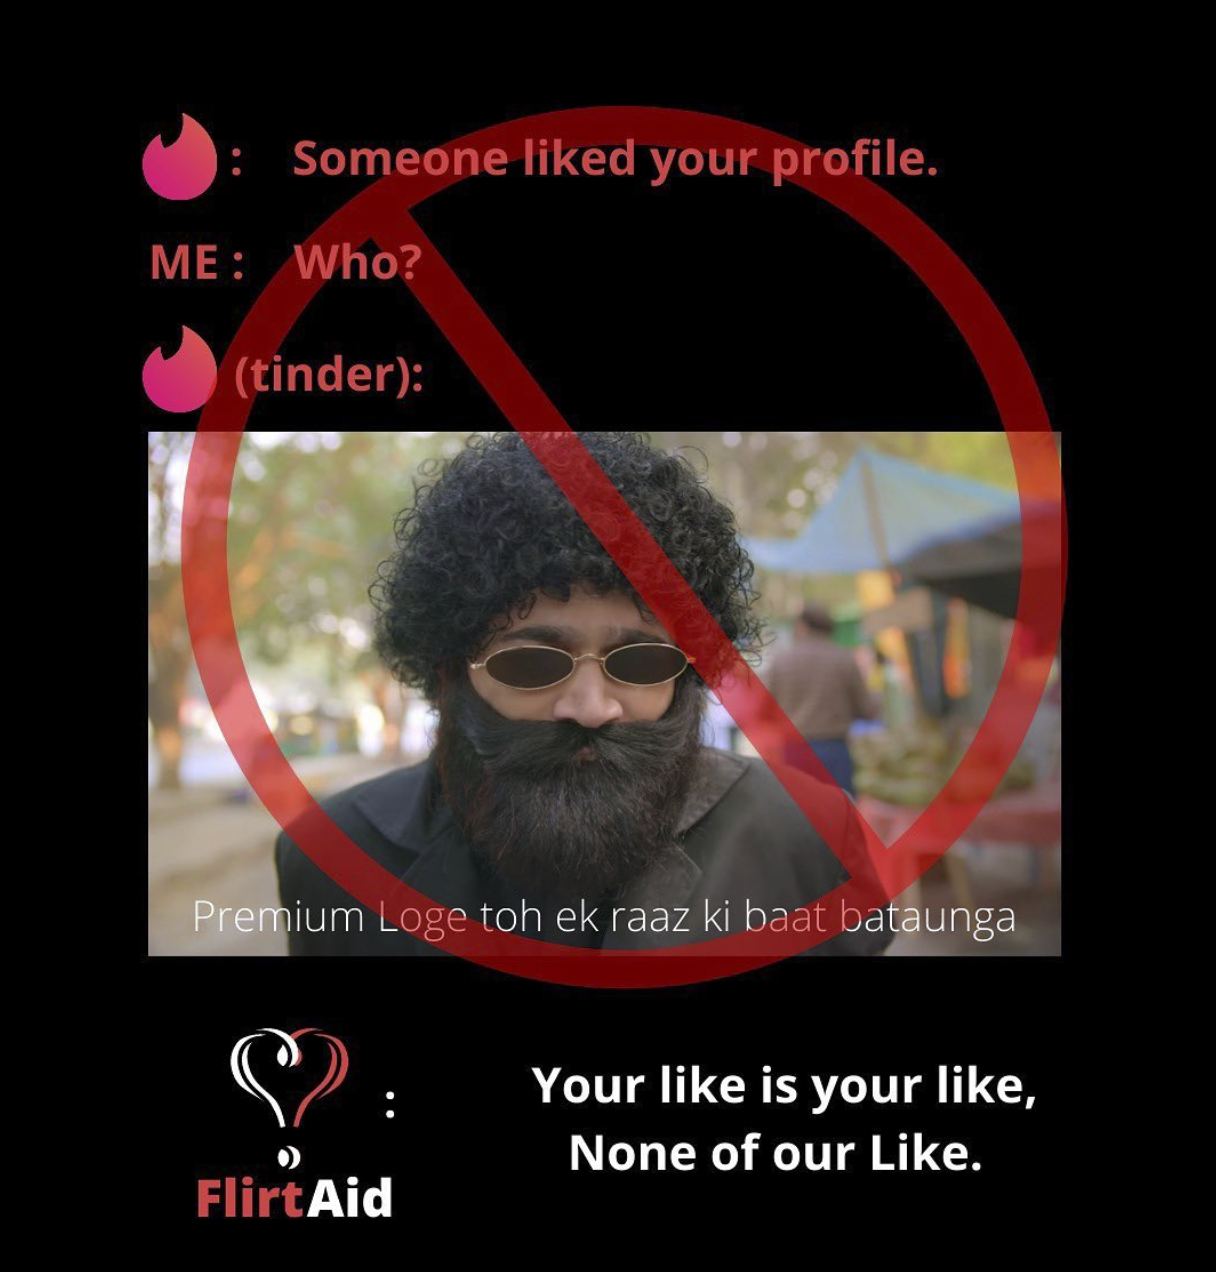 : Someone liked your profile.
ME : Who?
(tinder):
Premium Loge toh ek raaz ki baat bataunga
: Your like is your like,
None of our Like.
FlirtAid